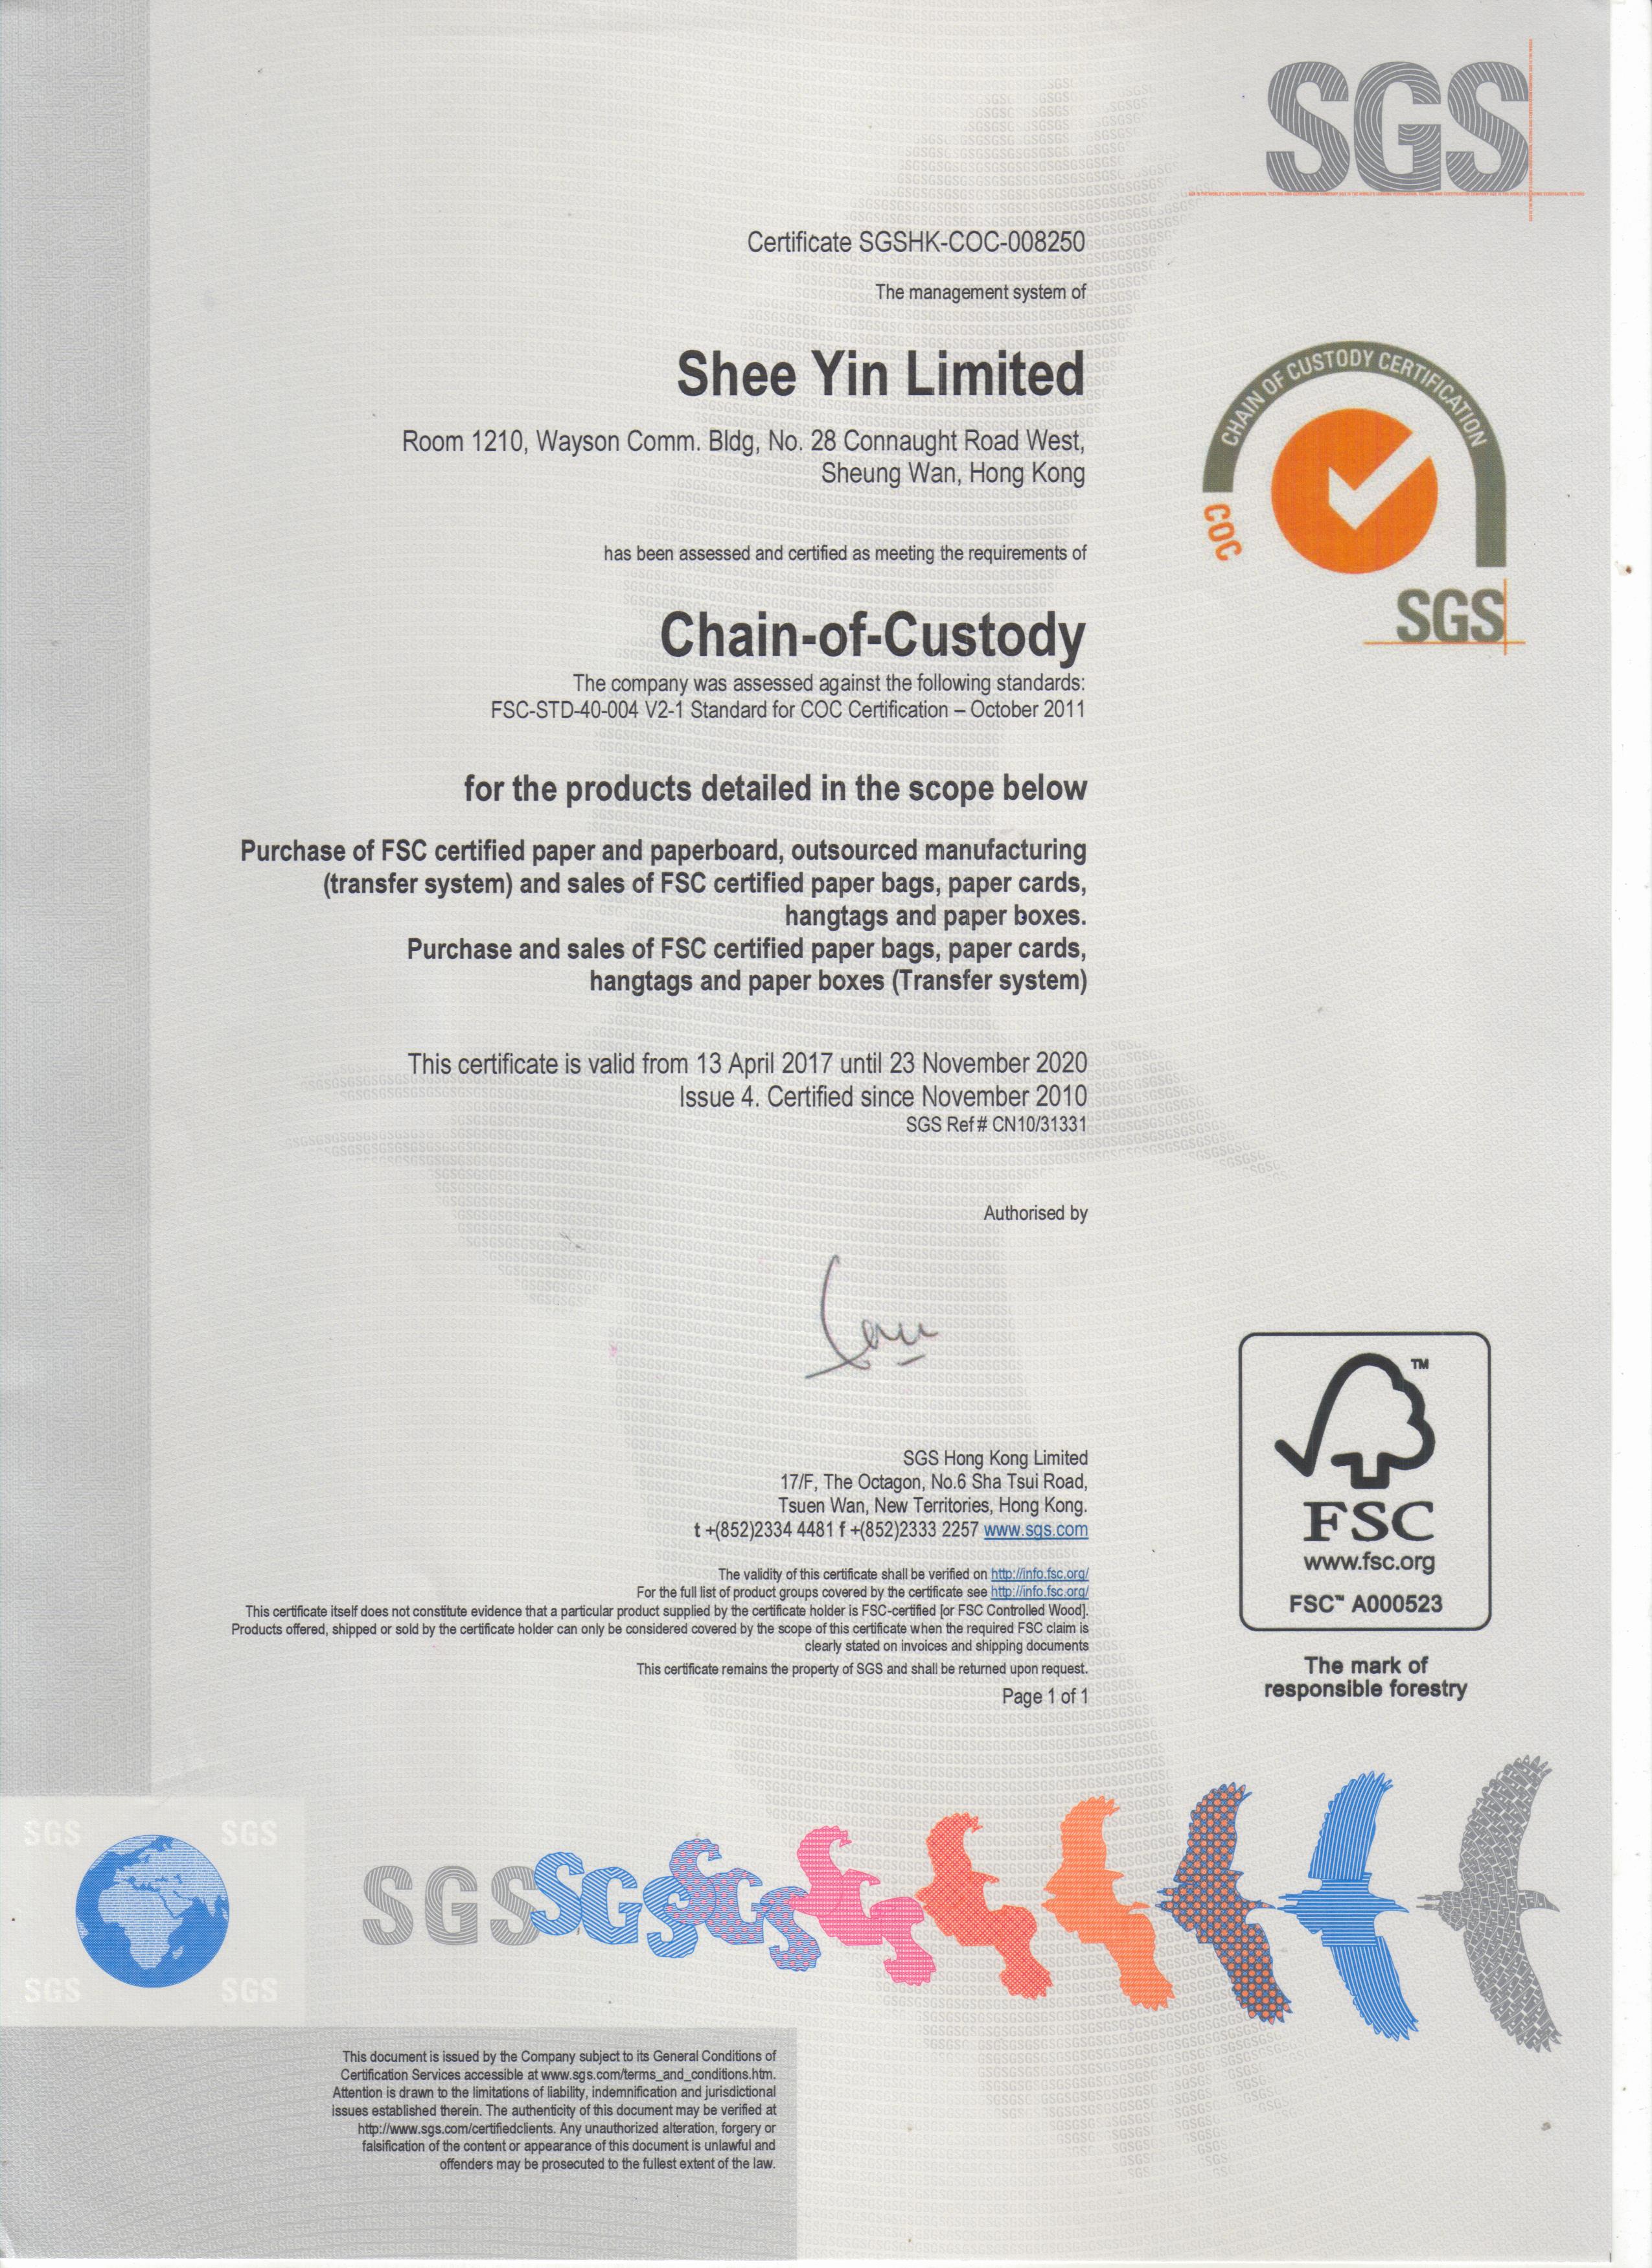 SGS
Certificate SGSHK-COC-008250
The management system of
Shee Yin Limited
Room 1210, Wayson Comm. Bldg, No. 28 Connaught Road West,
Sheung Wan, Hong Kong
CHAIN OF CUSTODY CERTIFICATION
COC
SGS
has been assessed and certified as meeting the requirements of
Chain-of-Custody
The company was assessed against the following standards:
FSC-STD-40-004 V2-1 Standard for COC Certification – October 2011
for the products detailed in the scope below
Purchase of FSC certified paper and paperboard, outsourced manufacturing
(transfer system) and sales of FSC certified paper bags, paper cards,
hangtags and paper boxes.
Purchase and sales of FSC certified paper bags, paper cards,
hangtags and paper boxes (Transfer system)
This certificate is valid from 13 April 2017 until 23 November 2020
Issue 4. Certified since November 2010
SGS Ref # CN10/31331
Authorised by
SGS Hong Kong Limited
17/F, The Octagon, No.6 Sha Tsui Road,
Tsuen Wan, New Territories, Hong Kong.
t +(852)2334 4481 f +(852)2333 2257 www.sgs.com
The validity of this certificate shall be verified on http://info.fsc.org/
For the full list of product groups covered by the certificate see http://info.fsc.org/
This certificate itself does not constitute evidence that a particular product supplied by the certificate holder is FSC-certified [or FSC Controlled Wood].
Products offered, shipped or sold by the certificate holder can only be considered covered by the scope of this certificate when the required FSC claim is
clearly stated on invoices and shipping documents
This certificate remains the property of SGS and shall be returned upon request.
Page 1 of 1
TM
FSC
www.fsc.org
FSC™ A000523
The mark of
responsible forestry
SGS SGS
SGS SGS
SGS SGS SGS
This document is issued by the Company subject to its General Conditions of
Certification Services accessible at www.sgs.com/terms_and_conditions.htm.
Attention is drawn to the limitations of liability, indemnification and jurisdictional
issues established therein. The authenticity of this document may be verified at
http://www.sgs.com/certifiedclients. Any unauthorized alteration, forgery or
falsification of the content or appearance of this document is unlawful and
offenders may be prosecuted to the fullest extent of the law.